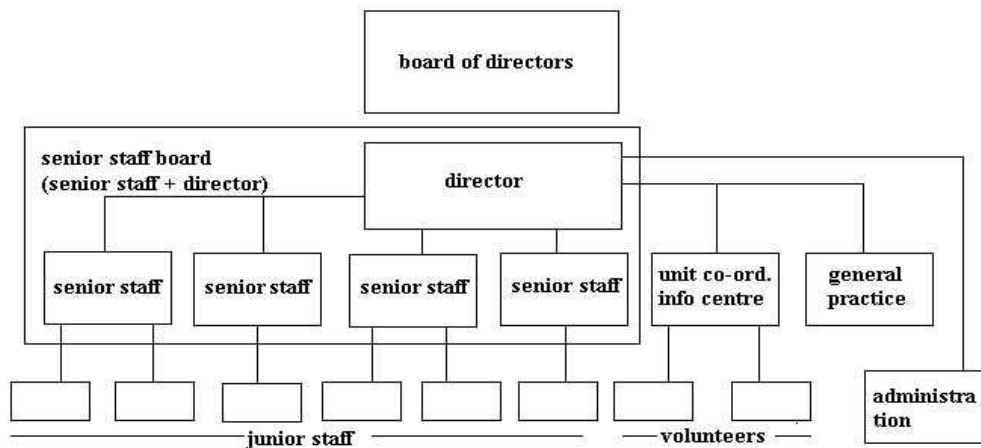 board of directors
senior staff board
(senior staff + director)
director
senior staff
senior staff
senior staff
senior staff
unit co-ord.
info centre
general
practice
administra
tion
junior staff
volunteers